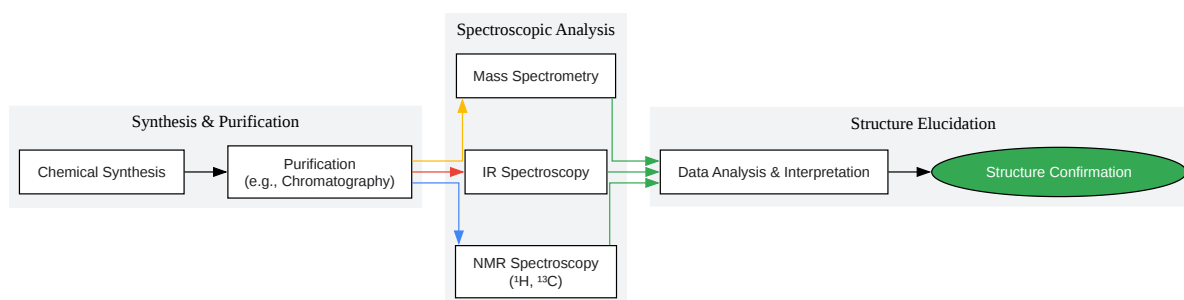 Spectroscopic Analysis
Mass Spectrometry
Synthesis & Purification
Structure Elucidation
Chemical Synthesis
Purification
(e.g., Chromatography)
IR Spectroscopy
Data Analysis & Interpretation
Structure Confirmation
NMR Spectroscopy
(¹H, ¹³C)